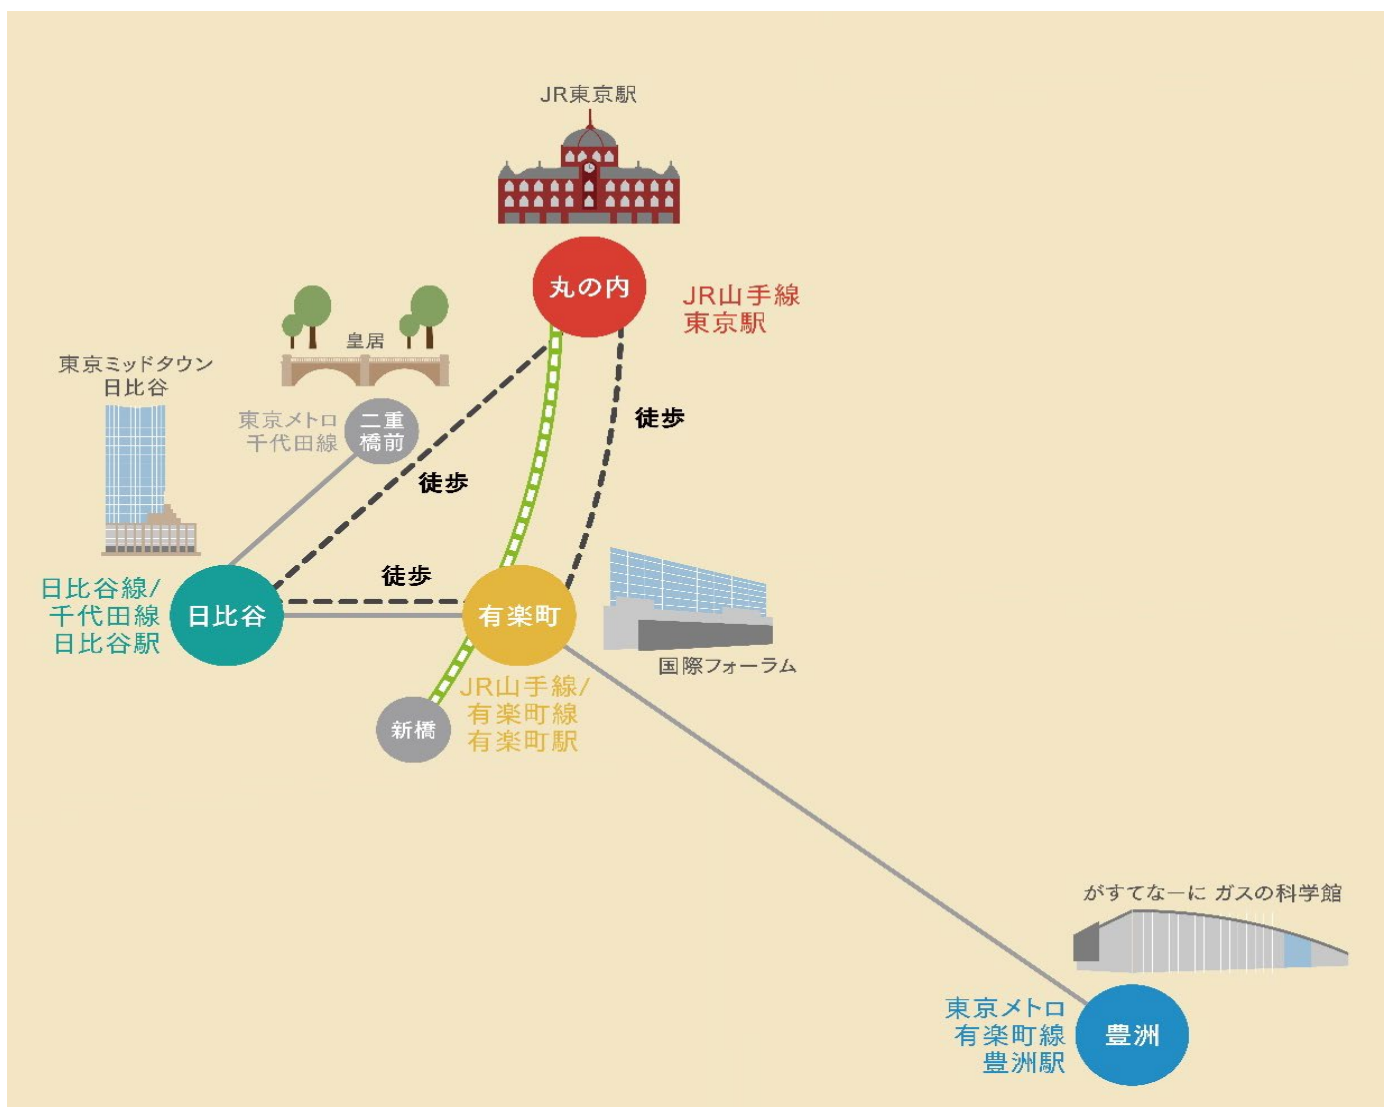 JR東京駅
丸の内
JR山手線
東京駅
皇居
東京ミッドタウン
日比谷
東京メトロ
千代田線
二重
橋前
徒歩
徒歩
徒歩
日比谷線/
千代田線
日比谷駅
日比谷
有楽町
国際フォーラム
JR山手線/
有楽町線
有楽町駅
新橋
がすてなーに ガスの科学館
東京メトロ
有楽町線
豊洲駅
豊洲